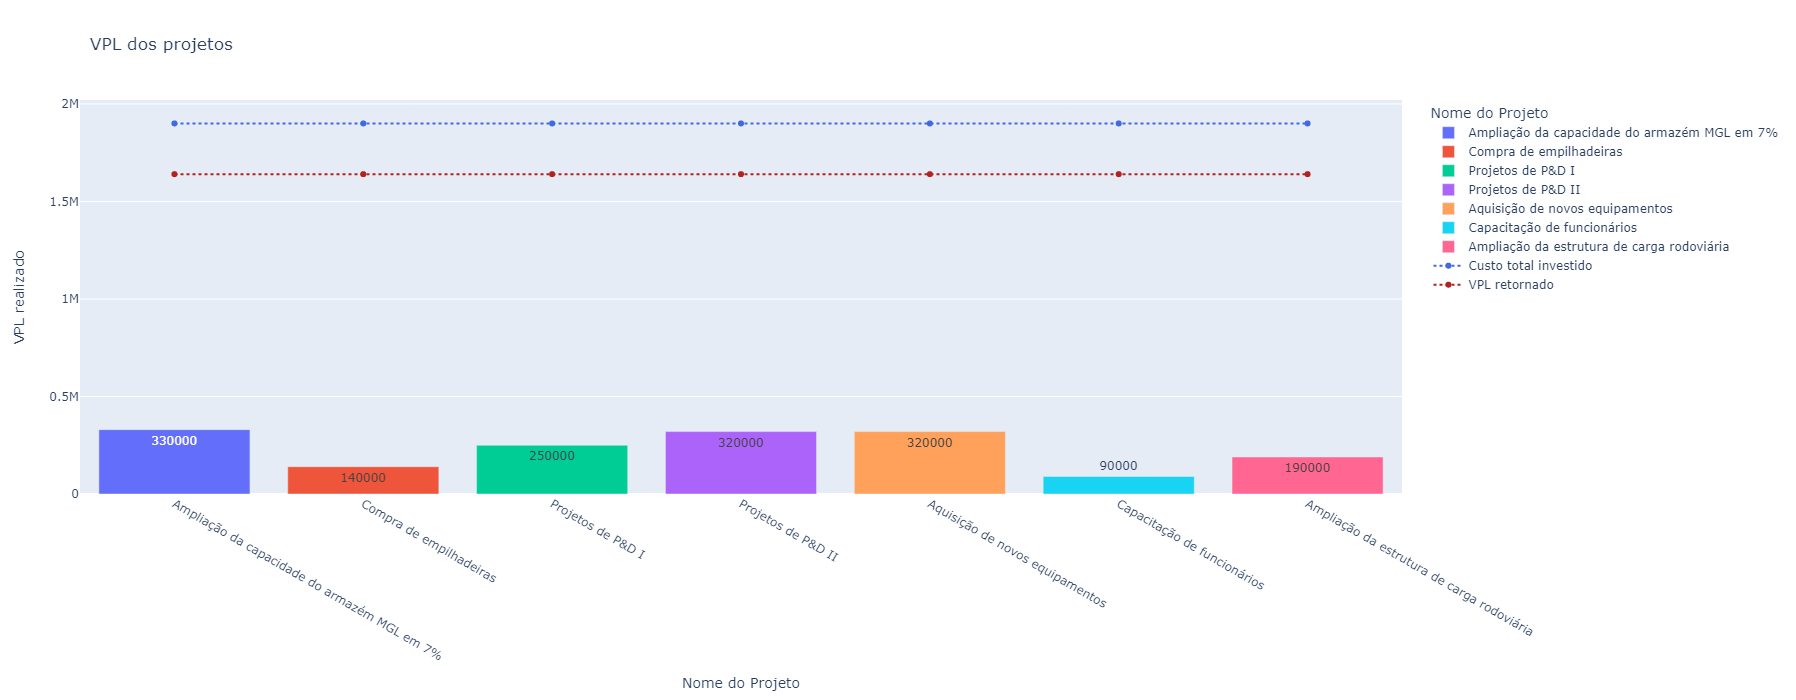 VPL dos projetos
2M
1.5M
1M
0.5M
0
VPL realizado
330000
140000
250000
320000
320000
90000
190000
Ampliação da capacidade do armazém MGL em 7%
Compra de empilhadeiras
Projetos de P&D I
Projetos de P&D II
Aquisição de novos equipamentos
Capacitação de funcionários
Ampliação da estrutura de carga rodoviária
Nome do Projeto
Nome do Projeto
Ampliação da capacidade do armazém MGL em 7%
Compra de empilhadeiras
Projetos de P&D I
Projetos de P&D II
Aquisição de novos equipamentos
Capacitação de funcionários
Ampliação da estrutura de carga rodoviária
Custo total investido
VPL retornado